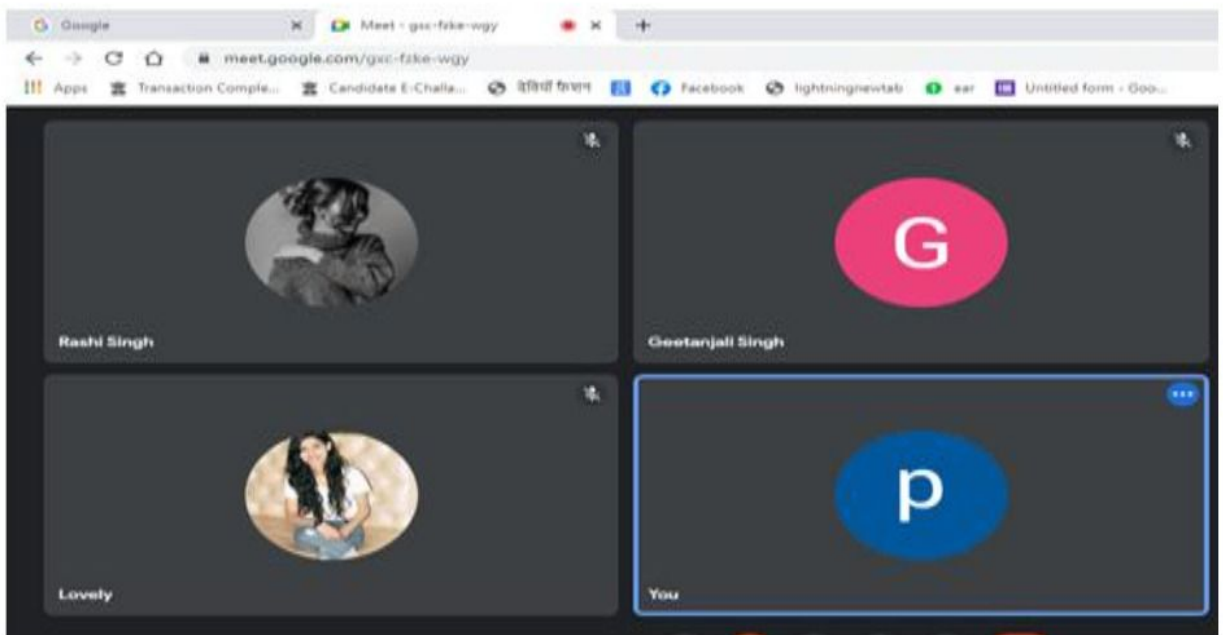 Google Meet - gxc-fzke-wgy
meet.google.com/gxc-fzke-wgy
Apps Transaction Comple... Candidate E-Challa... देवियों फैशन Facebook lightningnewtab ear Untitled form - Goo...
G
Rashi Singh Geetanjali Singh
p
Lovely You